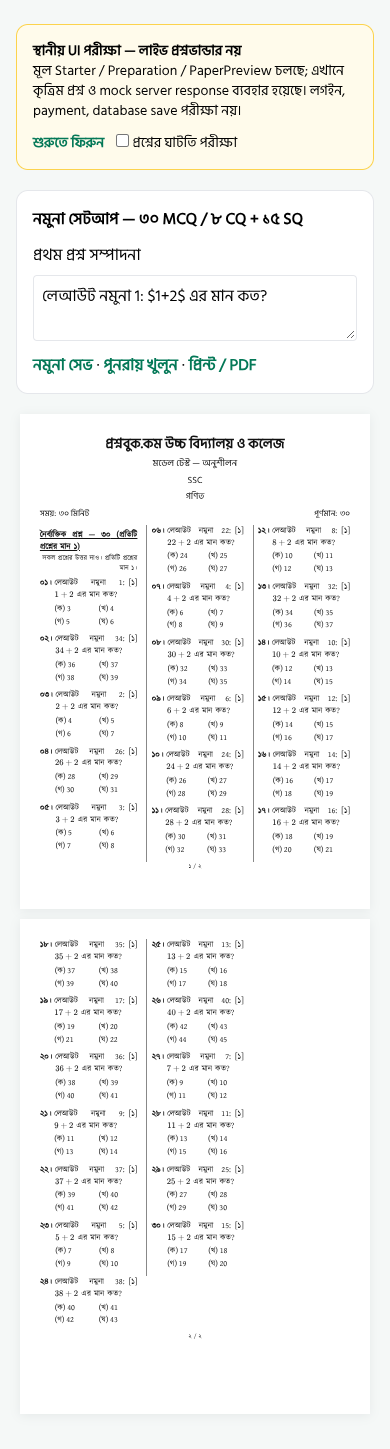 স্থানীয় UI পরীক্ষা — লাইভ প্রশ্নভান্ডার নয়
মূল Starter / Preparation / PaperPreview চলছে; এখানে
কৃত্রিম প্রশ্ন ও mock server response ব্যবহার হয়েছে। লগইন,
payment, database save পরীক্ষা নয়।
শুরুতে ফিরুন প্রশ্নের ঘাটতি পরীক্ষা
নমুনা সেটআপ — ৩০ MCQ / ৮ CQ + ১৫ SQ
প্রথম প্রশ্ন সম্পাদনা
লেআউট নমুনা 1: $1+2$ এর মান কত?
নমুনা সেভ · পুনরায় খুলুন · প্রিন্ট / PDF
প্রশ্নবুক.কম উচ্চ বিদ্যালয় ও কলেজ
মডেল টেস্ট — অনুশীলন
SSC
গণিত
সময়: ৩০ মিনিট পূর্ণমান: ৩০
নৈর্ব্যক্তিক প্রশ্ন — ৩০ (প্রতিটি
প্রশ্নের মান ১)
সকল প্রশ্নের উত্তর দাও। প্রতিটি প্রশ্নের
মান ১।
০১। লেআউট নমুনা 1: [১]
1 + 2 এর মান কত?
(ক) 3 (খ) 4
(গ) 5 (ঘ) 6
০২। লেআউট নমুনা 34: [১]
34 + 2 এর মান কত?
(ক) 36 (খ) 37
(গ) 38 (ঘ) 39
০৩। লেআউট নমুনা 2: [১]
2 + 2 এর মান কত?
(ক) 4 (খ) 5
(গ) 6 (ঘ) 7
০৪। লেআউট নমুনা 26: [১]
26 + 2 এর মান কত?
(ক) 28 (খ) 29
(গ) 30 (ঘ) 31
০৫। লেআউট নমুনা 3: [১]
3 + 2 এর মান কত?
(ক) 5 (খ) 6
(গ) 7 (ঘ) 8
০৬। লেআউট নমুনা 22: [১]
22 + 2 এর মান কত?
(ক) 24 (খ) 25
(গ) 26 (ঘ) 27
০৭। লেআউট নমুনা 4: [১]
4 + 2 এর মান কত?
(ক) 6 (খ) 7
(গ) 8 (ঘ) 9
০৮। লেআউট নমুনা 30: [১]
30 + 2 এর মান কত?
(ক) 32 (খ) 33
(গ) 34 (ঘ) 35
০৯। লেআউট নমুনা 6: [১]
6 + 2 এর মান কত?
(ক) 8 (খ) 9
(গ) 10 (ঘ) 11
১০। লেআউট নমুনা 24: [১]
24 + 2 এর মান কত?
(ক) 26 (খ) 27
(গ) 28 (ঘ) 29
১১। লেআউট নমুনা 28: [১]
28 + 2 এর মান কত?
(ক) 30 (খ) 31
(গ) 32 (ঘ) 33
১২। লেআউট নমুনা 8: [১]
8 + 2 এর মান কত?
(ক) 10 (খ) 11
(গ) 12 (ঘ) 13
১৩। লেআউট নমুনা 32: [১]
32 + 2 এর মান কত?
(ক) 34 (খ) 35
(গ) 36 (ঘ) 37
১৪। লেআউট নমুনা 10: [১]
10 + 2 এর মান কত?
(ক) 12 (খ) 13
(গ) 14 (ঘ) 15
১৫। লেআউট নমুনা 12: [১]
12 + 2 এর মান কত?
(ক) 14 (খ) 15
(গ) 16 (ঘ) 17
১৬। লেআউট নমুনা 14: [১]
14 + 2 এর মান কত?
(ক) 16 (খ) 17
(গ) 18 (ঘ) 19
১৭। লেআউট নমুনা 16: [১]
16 + 2 এর মান কত?
(ক) 18 (খ) 19
(গ) 20 (ঘ) 21
১ / ২
১৮। লেআউট নমুনা 35: [১]
35 + 2 এর মান কত?
(ক) 37 (খ) 38
(গ) 39 (ঘ) 40
১৯। লেআউট নমুনা 17: [১]
17 + 2 এর মান কত?
(ক) 19 (খ) 20
(গ) 21 (ঘ) 22
২০। লেআউট নমুনা 36: [১]
36 + 2 এর মান কত?
(ক) 38 (খ) 39
(গ) 40 (ঘ) 41
২১। লেআউট নমুনা 9: [১]
9 + 2 এর মান কত?
(ক) 11 (খ) 12
(গ) 13 (ঘ) 14
২২। লেআউট নমুনা 37: [১]
37 + 2 এর মান কত?
(ক) 39 (খ) 40
(গ) 41 (ঘ) 42
২৩। লেআউট নমুনা 5: [১]
5 + 2 এর মান কত?
(ক) 7 (খ) 8
(গ) 9 (ঘ) 10
২৪। লেআউট নমুনা 38: [১]
38 + 2 এর মান কত?
(ক) 40 (খ) 41
(গ) 42 (ঘ) 43
২৫। লেআউট নমুনা 13: [১]
13 + 2 এর মান কত?
(ক) 15 (খ) 16
(গ) 17 (ঘ) 18
২৬। লেআউট নমুনা 40: [১]
40 + 2 এর মান কত?
(ক) 42 (খ) 43
(গ) 44 (ঘ) 45
২৭। লেআউট নমুনা 7: [১]
7 + 2 এর মান কত?
(ক) 9 (খ) 10
(গ) 11 (ঘ) 12
২৮। লেআউট নমুনা 11: [১]
11 + 2 এর মান কত?
(ক) 13 (খ) 14
(গ) 15 (ঘ) 16
২৯। লেআউট নমুনা 25: [১]
25 + 2 এর মান কত?
(ক) 27 (খ) 28
(গ) 29 (ঘ) 30
৩০। লেআউট নমুনা 15: [১]
15 + 2 এর মান কত?
(ক) 17 (খ) 18
(গ) 19 (ঘ) 20
২ / ২